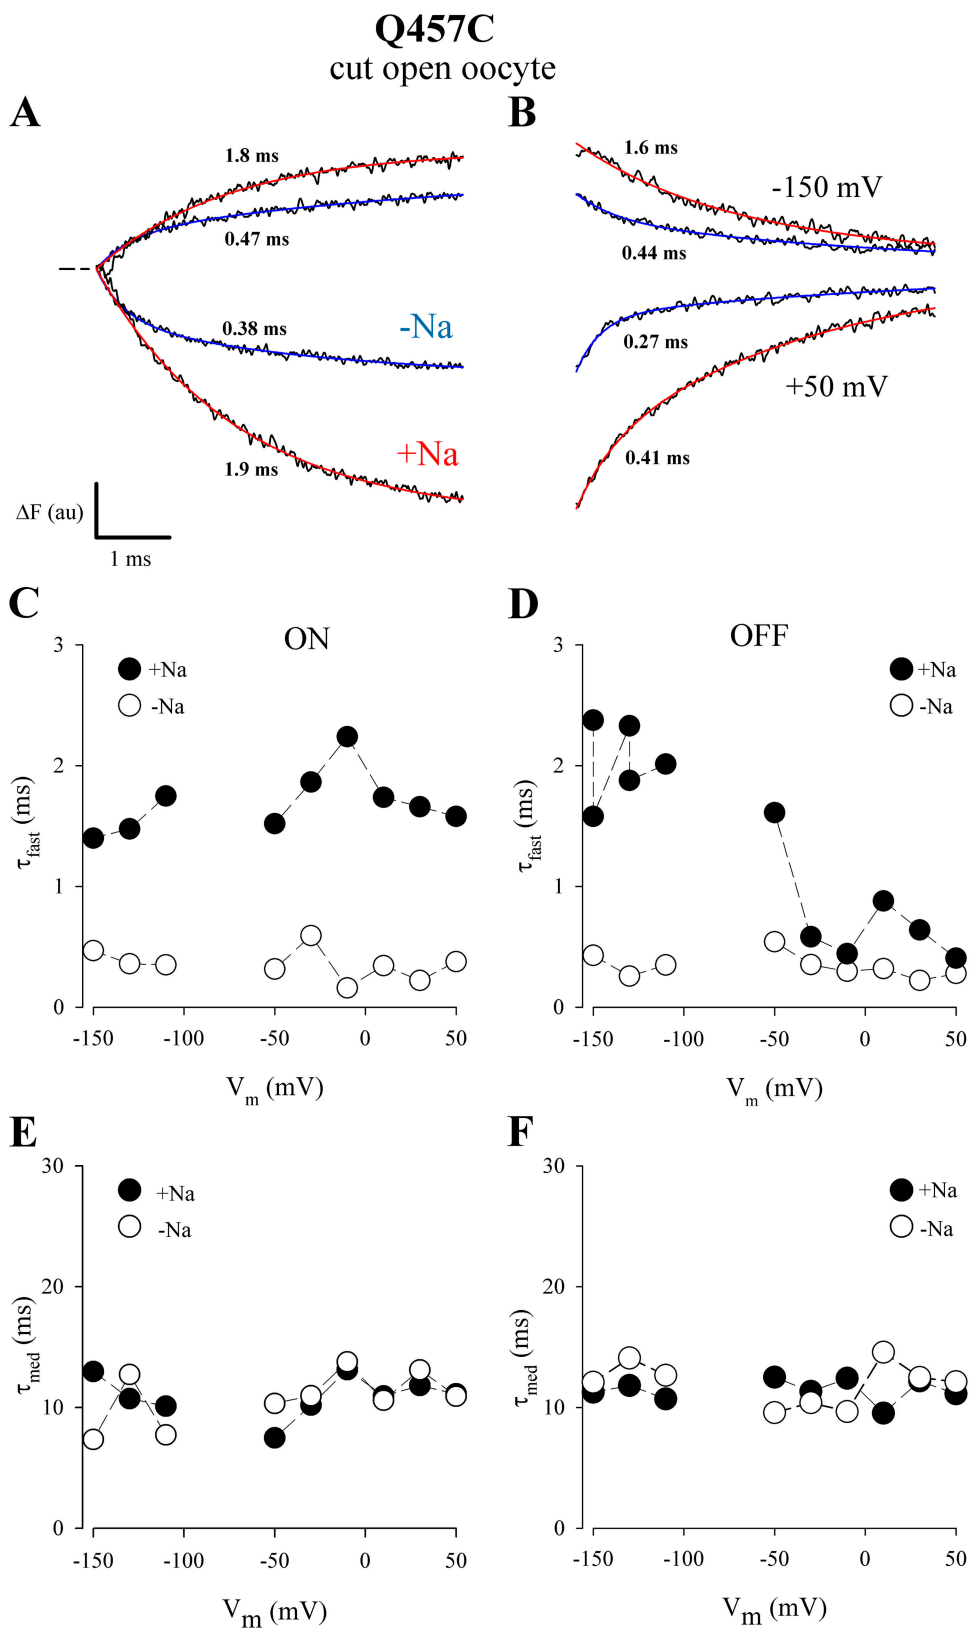 Q457C
cut open oocyte
A
B
1.8 ms
0.47 ms
0.38 ms
1.9 ms
-Na
+Na
ΔF (au)
1 ms
1.6 ms
-150 mV
0.44 ms
0.27 ms
+50 mV
0.41 ms
C
ON
+Na
-Na
3
2
1
0
τfast (ms)
-150 -100 -50 0 50
Vm (mV)
D
OFF
+Na
-Na
3
2
1
0
τfast (ms)
-150 -100 -50 0 50
Vm (mV)
E
+Na
-Na
30
20
10
0
τmed (ms)
-150 -100 -50 0 50
Vm (mV)
F
+Na
-Na
30
20
10
0
τmed (ms)
-150 -100 -50 0 50
Vm (mV)